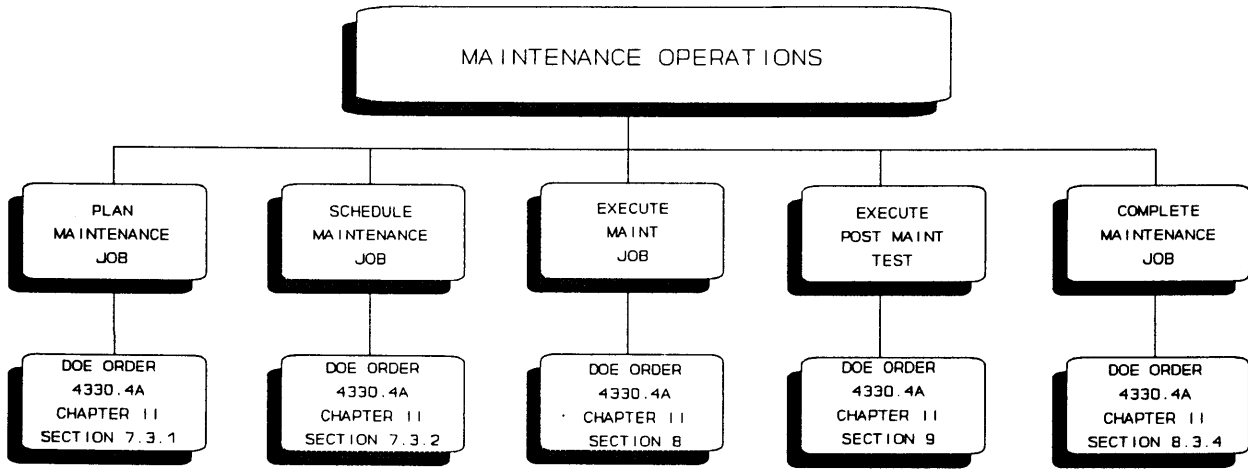 MAINTENANCE OPERATIONS
PLAN
MAINTENANCE
JOB
SCHEDULE
MAINTENANCE
JOB
EXECUTE
MAINT
JOB
EXECUTE
POST MAINT
TEST
COMPLETE
MAINTENANCE
JOB
DOE ORDER
4330.4A
CHAPTER II
SECTION 7.3.1
DOE ORDER
4330.4A
CHAPTER II
SECTION 7.3.2
DOE ORDER
4330.4A
CHAPTER II
SECTION 8
DOE ORDER
4330.4A
CHAPTER II
SECTION 9
DOE ORDER
4330.4A
CHAPTER II
SECTION 8.3.4